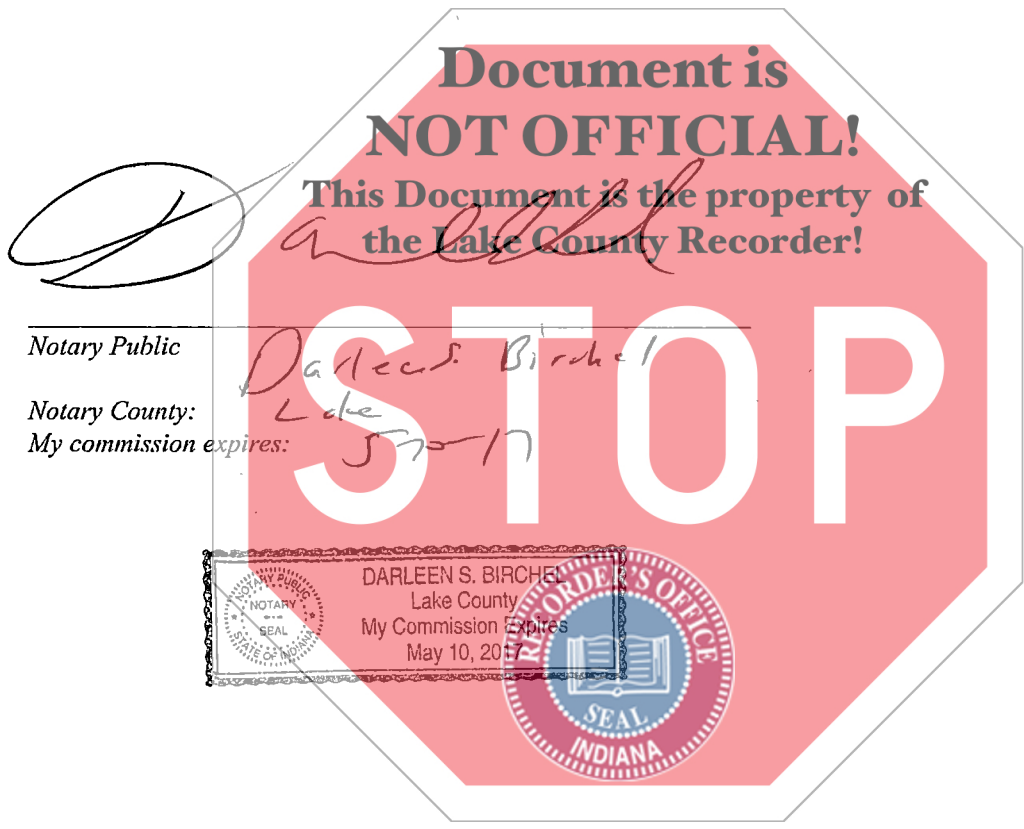 Document is
NOT OFFICIAL!
This Document is the property of
the Lake County Recorder!
STOP
Notary Public
Darleen S. Birchel
Notary County: Lake
My commission expires: 5-10-17
NOTARY PUBLIC
NOTARY
SEAL
STATE OF INDIANA
DARLEEN S. BIRCHEL
Lake County
My Commission Expires
May 10, 2017
RECORDER'S OFFICE
SEAL
INDIANA